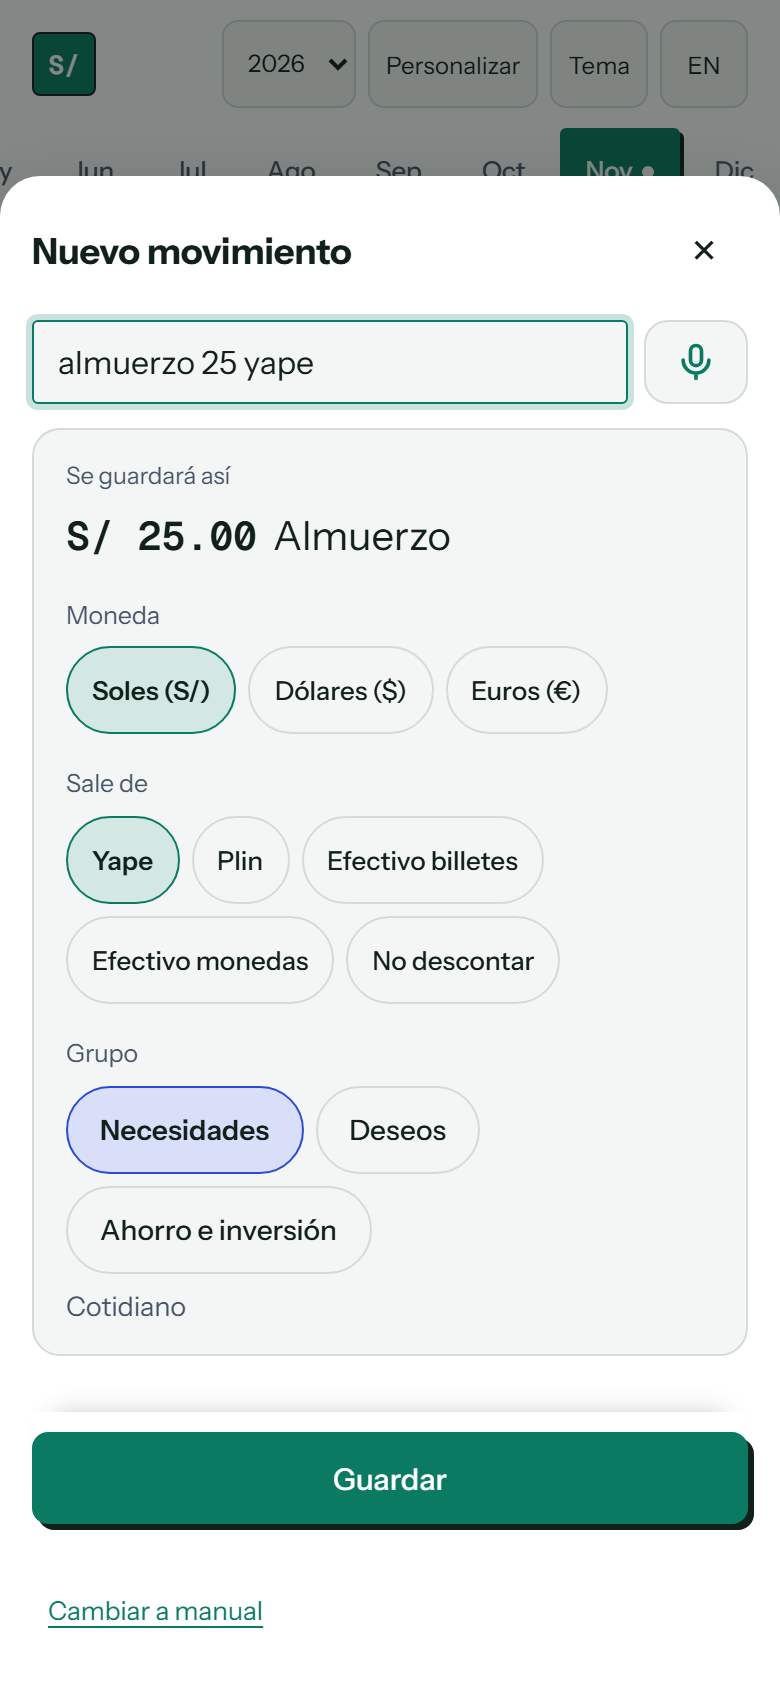 S/ 2026 Personalizar Tema EN
y Jun Jul Ago Sep Oct Nov Dic
Nuevo movimiento
almuerzo 25 yape
Se guardará así
S/ 25.00 Almuerzo
Moneda
Soles (S/) Dólares ($) Euros (€)
Sale de
Yape Plin Efectivo billetes
Efectivo monedas No descontar
Grupo
Necesidades Deseos
Ahorro e inversión
Cotidiano
Guardar
Cambiar a manual